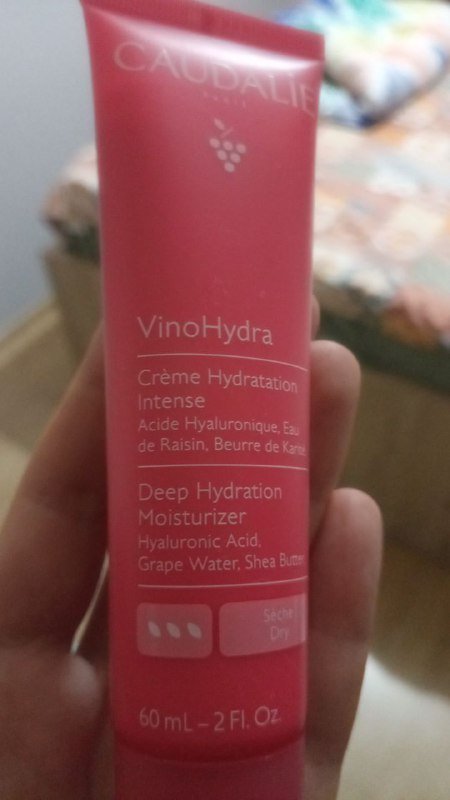 CAUDALIE
PARIS
VinoHydra
Crème Hydratation
Intense
Acide Hyaluronique, Eau
de Raisin, Beurre de Karité
Deep Hydration
Moisturizer
Hyaluronic Acid,
Grape Water, Shea Butter
Sèche
Dry
60 mL – 2 Fl. Oz.